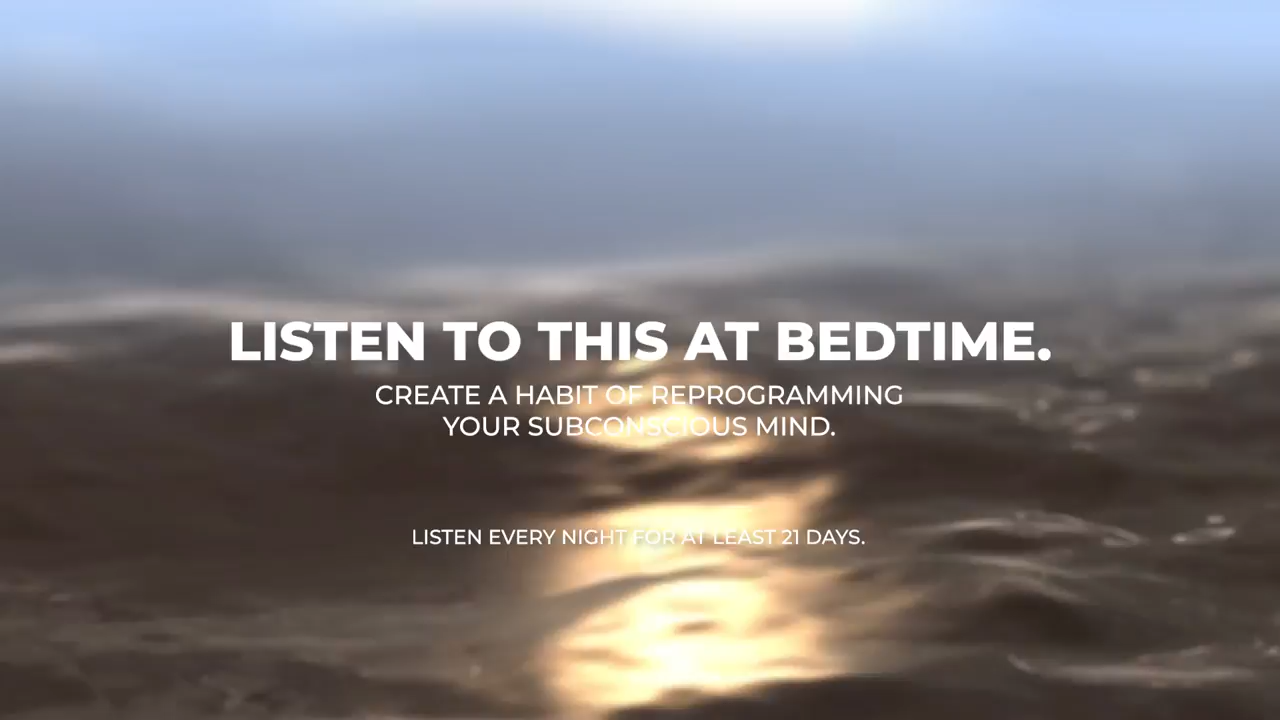 LISTEN TO THIS AT BEDTIME.
CREATE A HABIT OF REPROGRAMMING
YOUR SUBCONSCIOUS MIND.
LISTEN EVERY NIGHT FOR AT LEAST 21 DAYS.